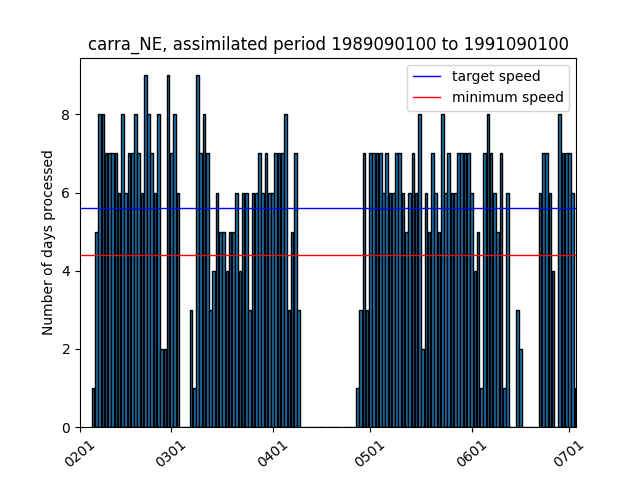 carra_NE, assimilated period 1989090100 to 1991090100
target speed
minimum speed
Number of days processed
8
6
4
2
0
0201
0301
0401
0501
0601
0701